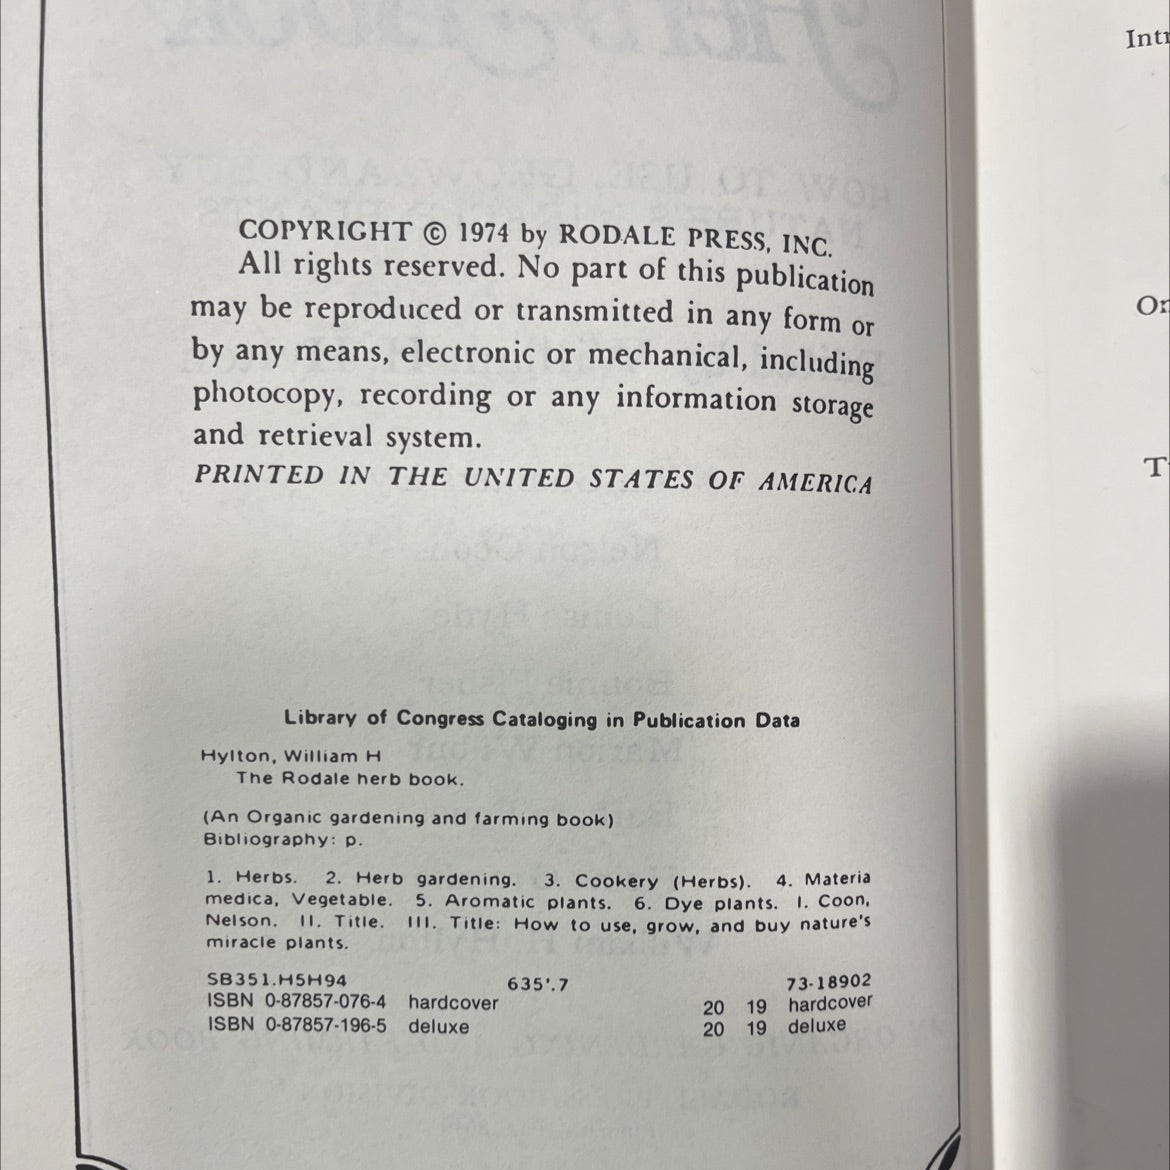 COPYRIGHT © 1974 by RODALE PRESS, INC.
All rights reserved. No part of this publication
may be reproduced or transmitted in any form or
by any means, electronic or mechanical, including
photocopy, recording or any information storage
and retrieval system.
PRINTED IN THE UNITED STATES OF AMERICA
Library of Congress Cataloging in Publication Data
Hylton, William H
The Rodale herb book.
(An Organic gardening and farming book)
Bibliography: p.
1. Herbs. 2. Herb gardening. 3. Cookery (Herbs). 4. Materia
medica, Vegetable. 5. Aromatic plants. 6. Dye plants. I. Coon,
Nelson. II. Title. III. Title: How to use, grow, and buy nature's
miracle plants.
SB351.H5H94 635'.7 73-18902
ISBN 0-87857-076-4 hardcover 20 19 hardcover
ISBN 0-87857-196-5 deluxe 20 19 deluxe